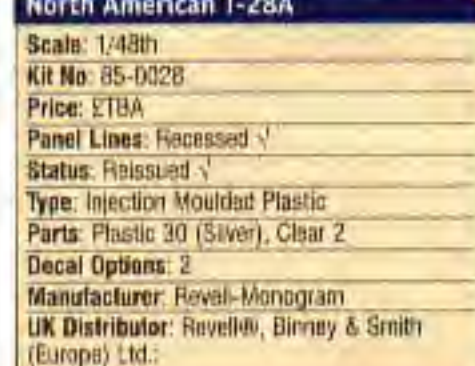 North American T-28A
Scale: 1/48th
Kit No: 85-0028
Price: £TBA
Panel Lines: Recessed √
Status: Reissued √
Type: Injection Moulded Plastic
Parts: Plastic 30 (Silver), Clear 2
Decal Options: 2
Manufacturer: Revell-Monogram
UK Distributor: Revell®, Binney & Smith
(Europe) Ltd.: